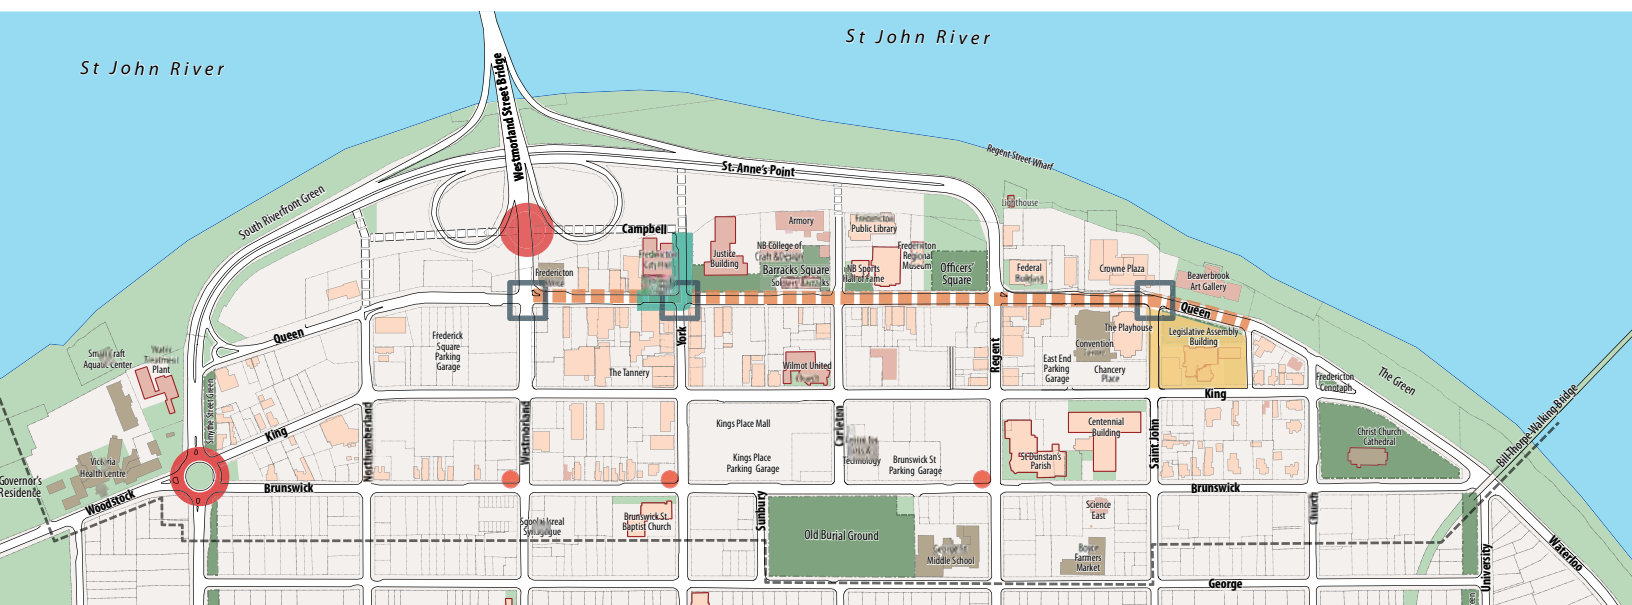 St John River
St John River
Westmorland Street Bridge
St. Anne's Point
Regent Street Wharf
South Riverfront Green
Lighthouse
Campbell
Armory
Fredericton
Public Library
Justice
Building
NB College of
Craft & Design
Barracks Square
Fredericton
Regional
Museum
NB Sports
Hall of Fame
Officers'
Square
Federal
Building
Crowne Plaza
Beaverbrook
Art Gallery
Fredericton
Queen
Queen
York
Regent
Frederick
Square
Parking
Garage
The Tannery
Wilmot United
Church
The Playhouse
Convention
East End
Parking
Garage
Chancery
Place
Legislative Assembly
Building
Fredericton
Cenotaph
The Green
Small Craft
Aquatic Center
Water
Treatment
Plant
Smythe Street Green
King
King
Northumberland
Westmorland
Carleton
Saint John
Kings Place Mall
Kings Place
Parking Garage
Technology
Brunswick St
Parking Garage
St Dunstan's
Parish
Centennial
Building
Christ Church
Cathedral
Bill Thorpe Walking Bridge
Victoria
Health Centre
Governor's
Residence
Woodstock
Brunswick
Brunswick
Sunbury
Church
Synagogue
Brunswick St.
Baptist Church
Old Burial Ground
George St.
Middle School
Science
East
Boyce
Farmers
Market
George
University
Waterloo